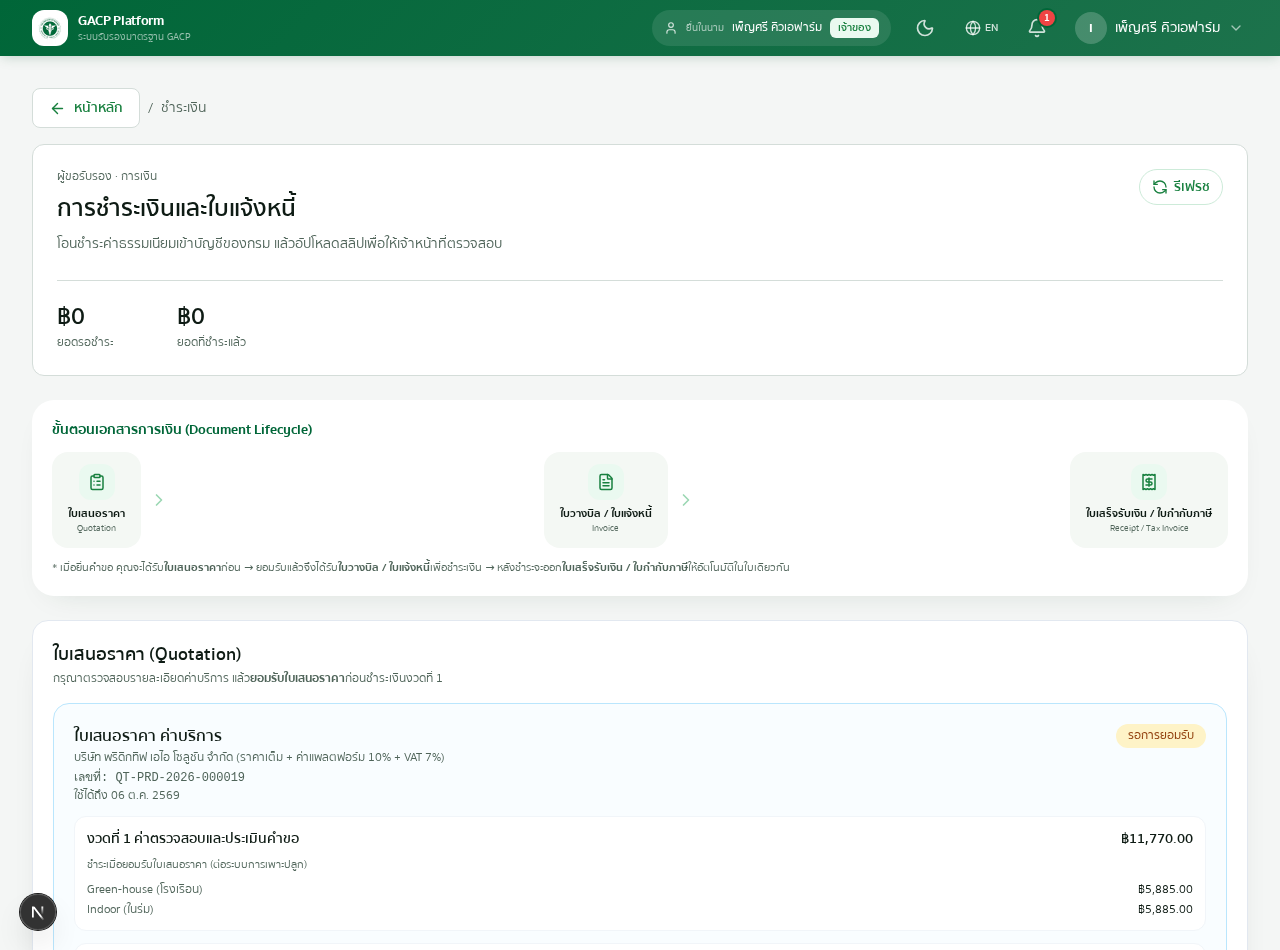 GACP Platform
ระบบรับรองมาตรฐาน GACP
ยื่นในนาม เพ็ญศรี คิวเอฟาร์ม เจ้าของ
EN
1
I เพ็ญศรี คิวเอฟาร์ม
หน้าหลัก / ชำระเงิน
ผู้ขอรับรอง · การเงิน
การชำระเงินและใบแจ้งหนี้
รีเฟรช
โอนชำระค่าธรรมเนียมเข้าบัญชีของกรม แล้วอัปโหลดสลิปเพื่อให้เจ้าหน้าที่ตรวจสอบ
฿0 ฿0
ยอดรอชำระ ยอดที่ชำระแล้ว
ขั้นตอนเอกสารการเงิน (Document Lifecycle)
ใบเสนอราคา ใบวางบิล / ใบแจ้งหนี้ ใบเสร็จรับเงิน / ใบกำกับภาษี
Quotation Invoice Receipt / Tax Invoice
* เมื่อยื่นคำขอ คุณจะได้รับใบเสนอราคาก่อน → ยอมรับแล้วจึงได้รับใบวางบิล / ใบแจ้งหนี้เพื่อชำระเงิน → หลังชำระจะออกใบเสร็จรับเงิน / ใบกำกับภาษีให้อัตโนมัติในใบเดียวกัน
ใบเสนอราคา (Quotation)
กรุณาตรวจสอบรายละเอียดค่าบริการ แล้วยอมรับใบเสนอราคาก่อนชำระเงินงวดที่ 1
ใบเสนอราคา ค่าบริการ
รอการยอมรับ
บริษัท พรีดิกทิฟ เอไอ โซลูชัน จำกัด (ราคาเต็ม + ค่าแพลตฟอร์ม 10% + VAT 7%)
เลขที่: QT-PRD-2026-000019
ใช้ได้ถึง 06 ต.ค. 2569
งวดที่ 1 ค่าตรวจสอบและประเมินคำขอ ฿11,770.00
ชำระเมื่อยอมรับใบเสนอราคา (ต่อระบบการเพาะปลูก)
Green-house (โรงเรือน) ฿5,885.00
Indoor (ในร่ม) ฿5,885.00
N